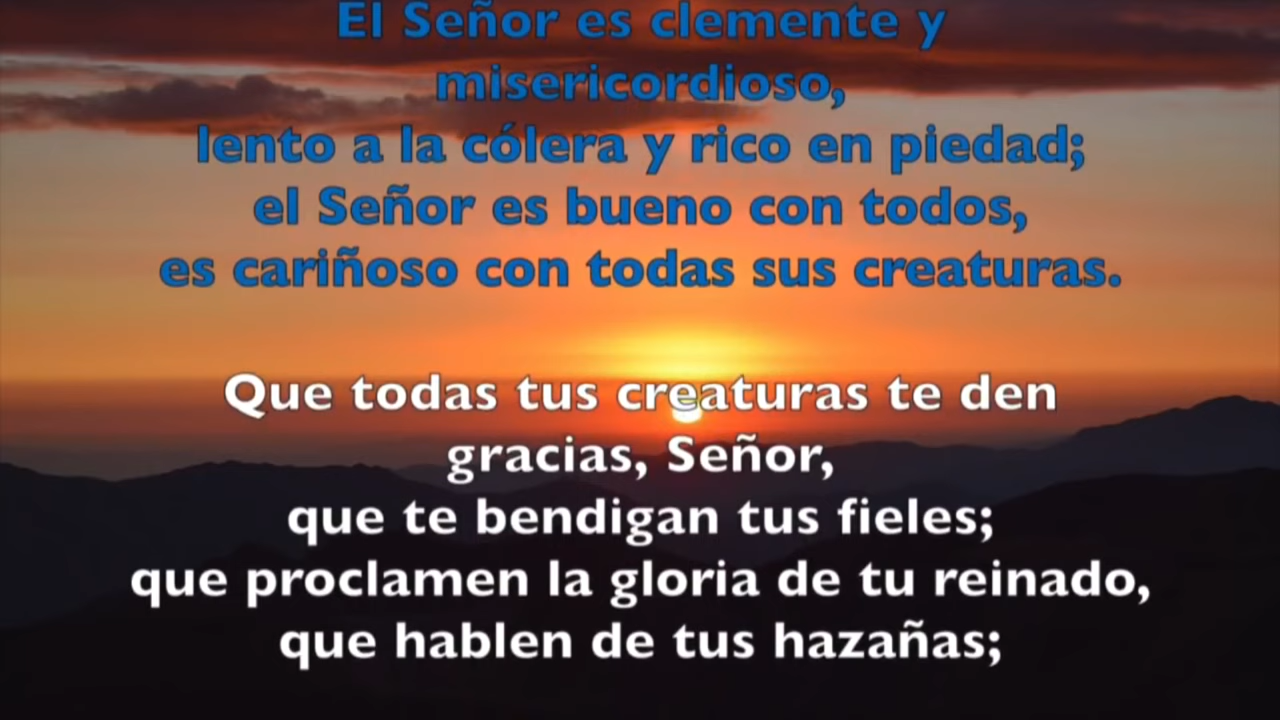 El Señor es clemente y
misericordioso,
lento a la cólera y rico en piedad;
el Señor es bueno con todos,
es cariñoso con todas sus creaturas.
Que todas tus creaturas te den
gracias, Señor,
que te bendigan tus fieles;
que proclamen la gloria de tu reinado,
que hablen de tus hazañas;